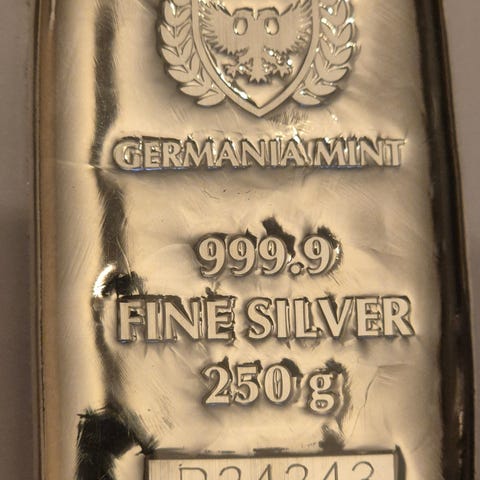 GERMANIA MINT
999.9
FINE SILVER
250 g